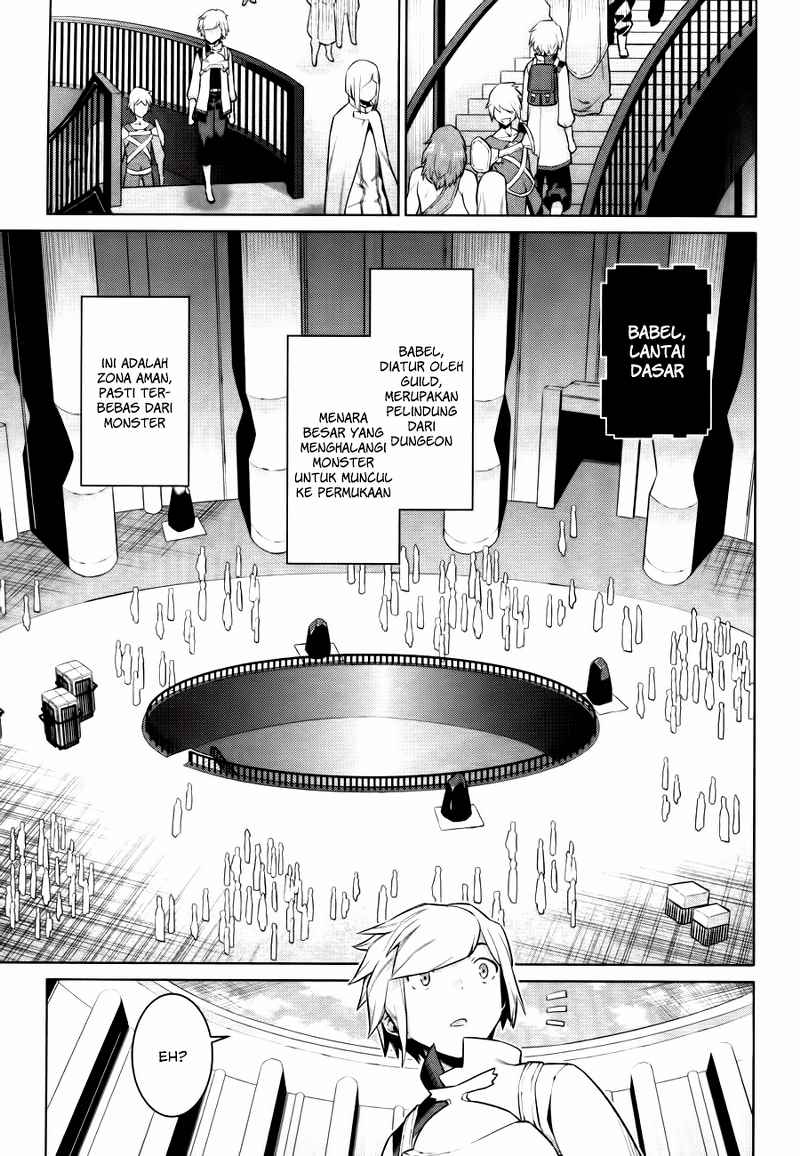 BABEL,
LANTAI
DASAR
BABEL,
DIATUR OLEH
GUILD,
MERUPAKAN
PELINDUNG
DARI
DUNGEON
MENARA
BESAR YANG
MENGHALANGI
MONSTER
UNTUK MUNCUL
KE PERMUKAAN
INI ADALAH
ZONA AMAN,
PASTI TER-
BEBAS DARI
MONSTER
EH?